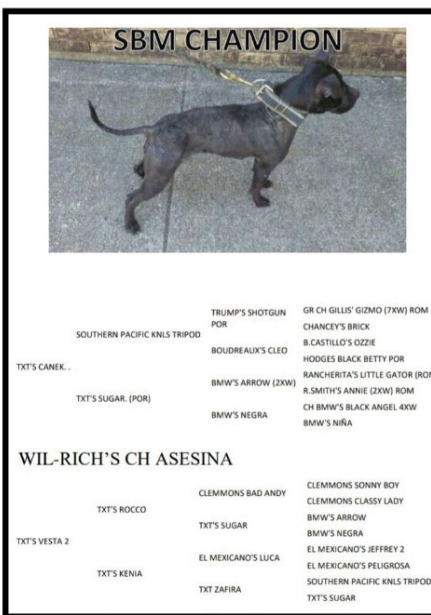 SBM CHAMPION
TRUMP'S SHOTGUN POR
GR CH GILLIS' GIZMO (7XW) ROM
CHANCEY'S BRICK
SOUTHERN PACIFIC KNLS TRIPOD
BOUDREAUX'S CLEO
B.CASTILLO'S OZZIE
HODGES BLACK BETTY POR
TXT'S CANEK. .
BMW'S ARROW (2XW)
RANCHERITA'S LITTLE GATOR (ROM
R.SMITH'S ANNIE (2XW) ROM
TXT'S SUGAR. (POR)
BMW'S NEGRA
CH BMW'S BLACK ANGEL 4XW
BMW'S NIÑA
WIL-RICH'S CH ASESINA
CLEMMONS BAD ANDY
CLEMMONS SONNY BOY
CLEMMONS CLASSY LADY
TXT'S ROCCO
TXT'S SUGAR
BMW'S ARROW
BMW'S NEGRA
TXT'S VESTA 2
EL MEXICANO'S LUCA
EL MEXICANO'S JEFFREY 2
EL MEXICANO'S PELIGROSA
TXT'S KENIA
TXT ZAFIRA
SOUTHERN PACIFIC KNLS TRIPOD
TXT'S SUGAR